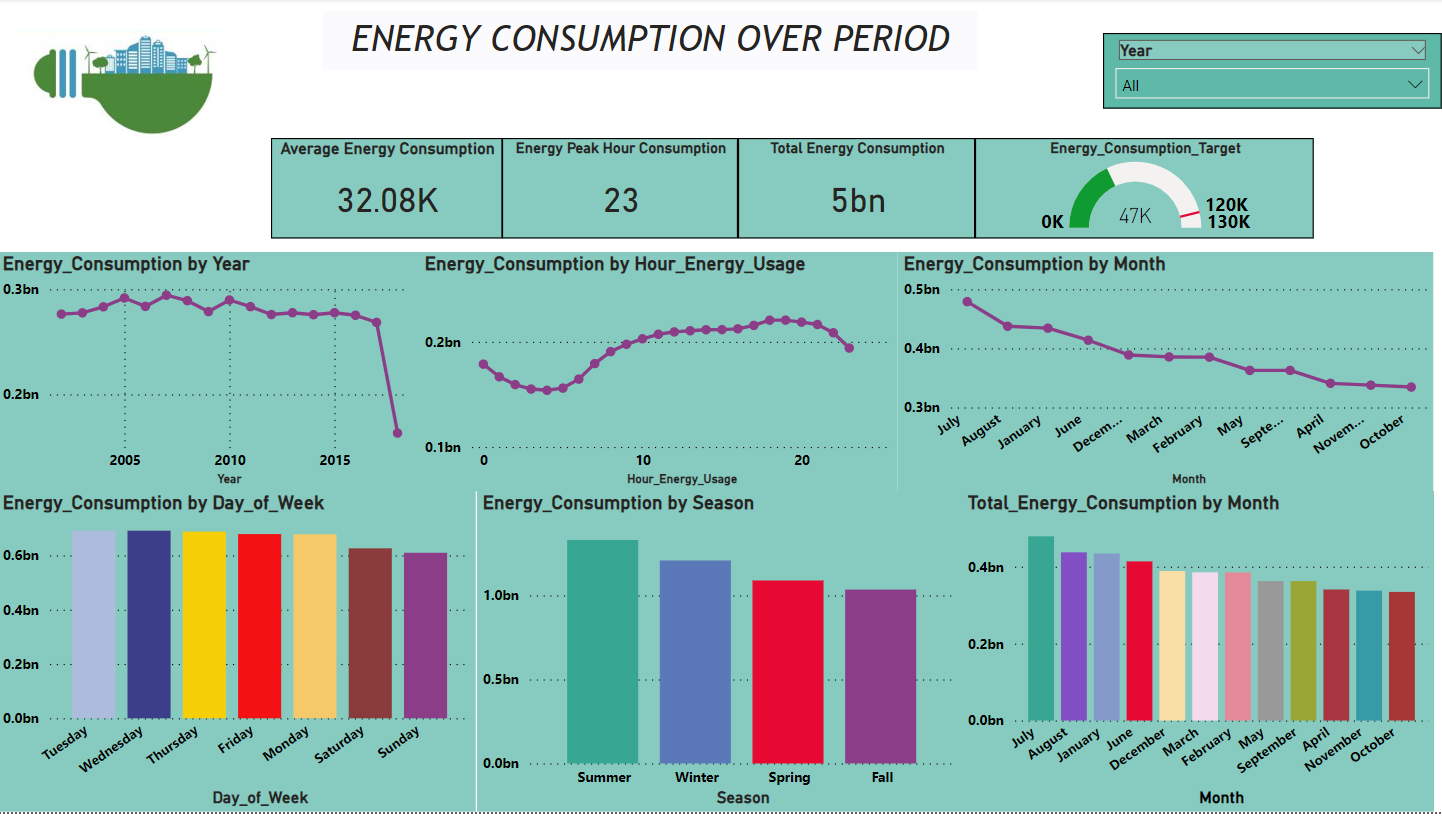 ENERGY CONSUMPTION OVER PERIOD
Year
All
Average Energy Consumption
32.08K
Energy Peak Hour Consumption
23
Total Energy Consumption
5bn
Energy_Consumption_Target
0K
47K
120K
130K
Energy_Consumption by Year
0.3bn
0.2bn
2005 2010 2015
Year
Energy_Consumption by Hour_Energy_Usage
0.2bn
0.1bn
0 10 20
Hour_Energy_Usage
Energy_Consumption by Month
0.5bn
0.4bn
0.3bn
July August January June Decem... March February May Septe... April Novem... October
Month
Energy_Consumption by Day_of_Week
0.6bn
0.4bn
0.2bn
0.0bn
Tuesday Wednesday Thursday Friday Monday Saturday Sunday
Day_of_Week
Energy_Consumption by Season
1.0bn
0.5bn
0.0bn
Summer Winter Spring Fall
Season
Total_Energy_Consumption by Month
0.4bn
0.2bn
0.0bn
July August January June December March February May September April November October
Month